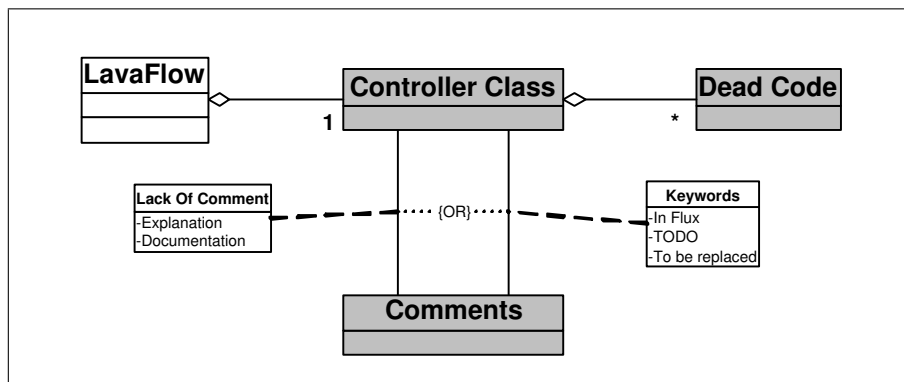 LavaFlow
Controller Class
Dead Code
1
*
Lack Of Comment
-Explanation
-Documentation
{OR}
Keywords
-In Flux
-TODO
-To be replaced
Comments